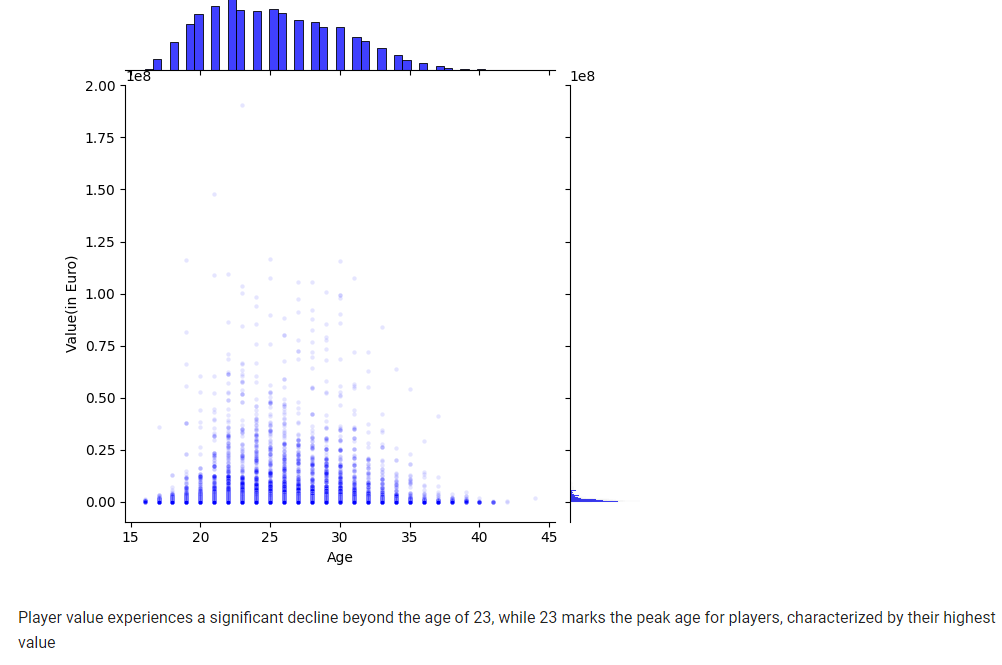 1e8
1e8
2.00
1.75
1.50
1.25
1.00
0.75
0.50
0.25
0.00
Value(in Euro)
15 20 25 30 35 40 45
Age
Player value experiences a significant decline beyond the age of 23, while 23 marks the peak age for players, characterized by their highest
value